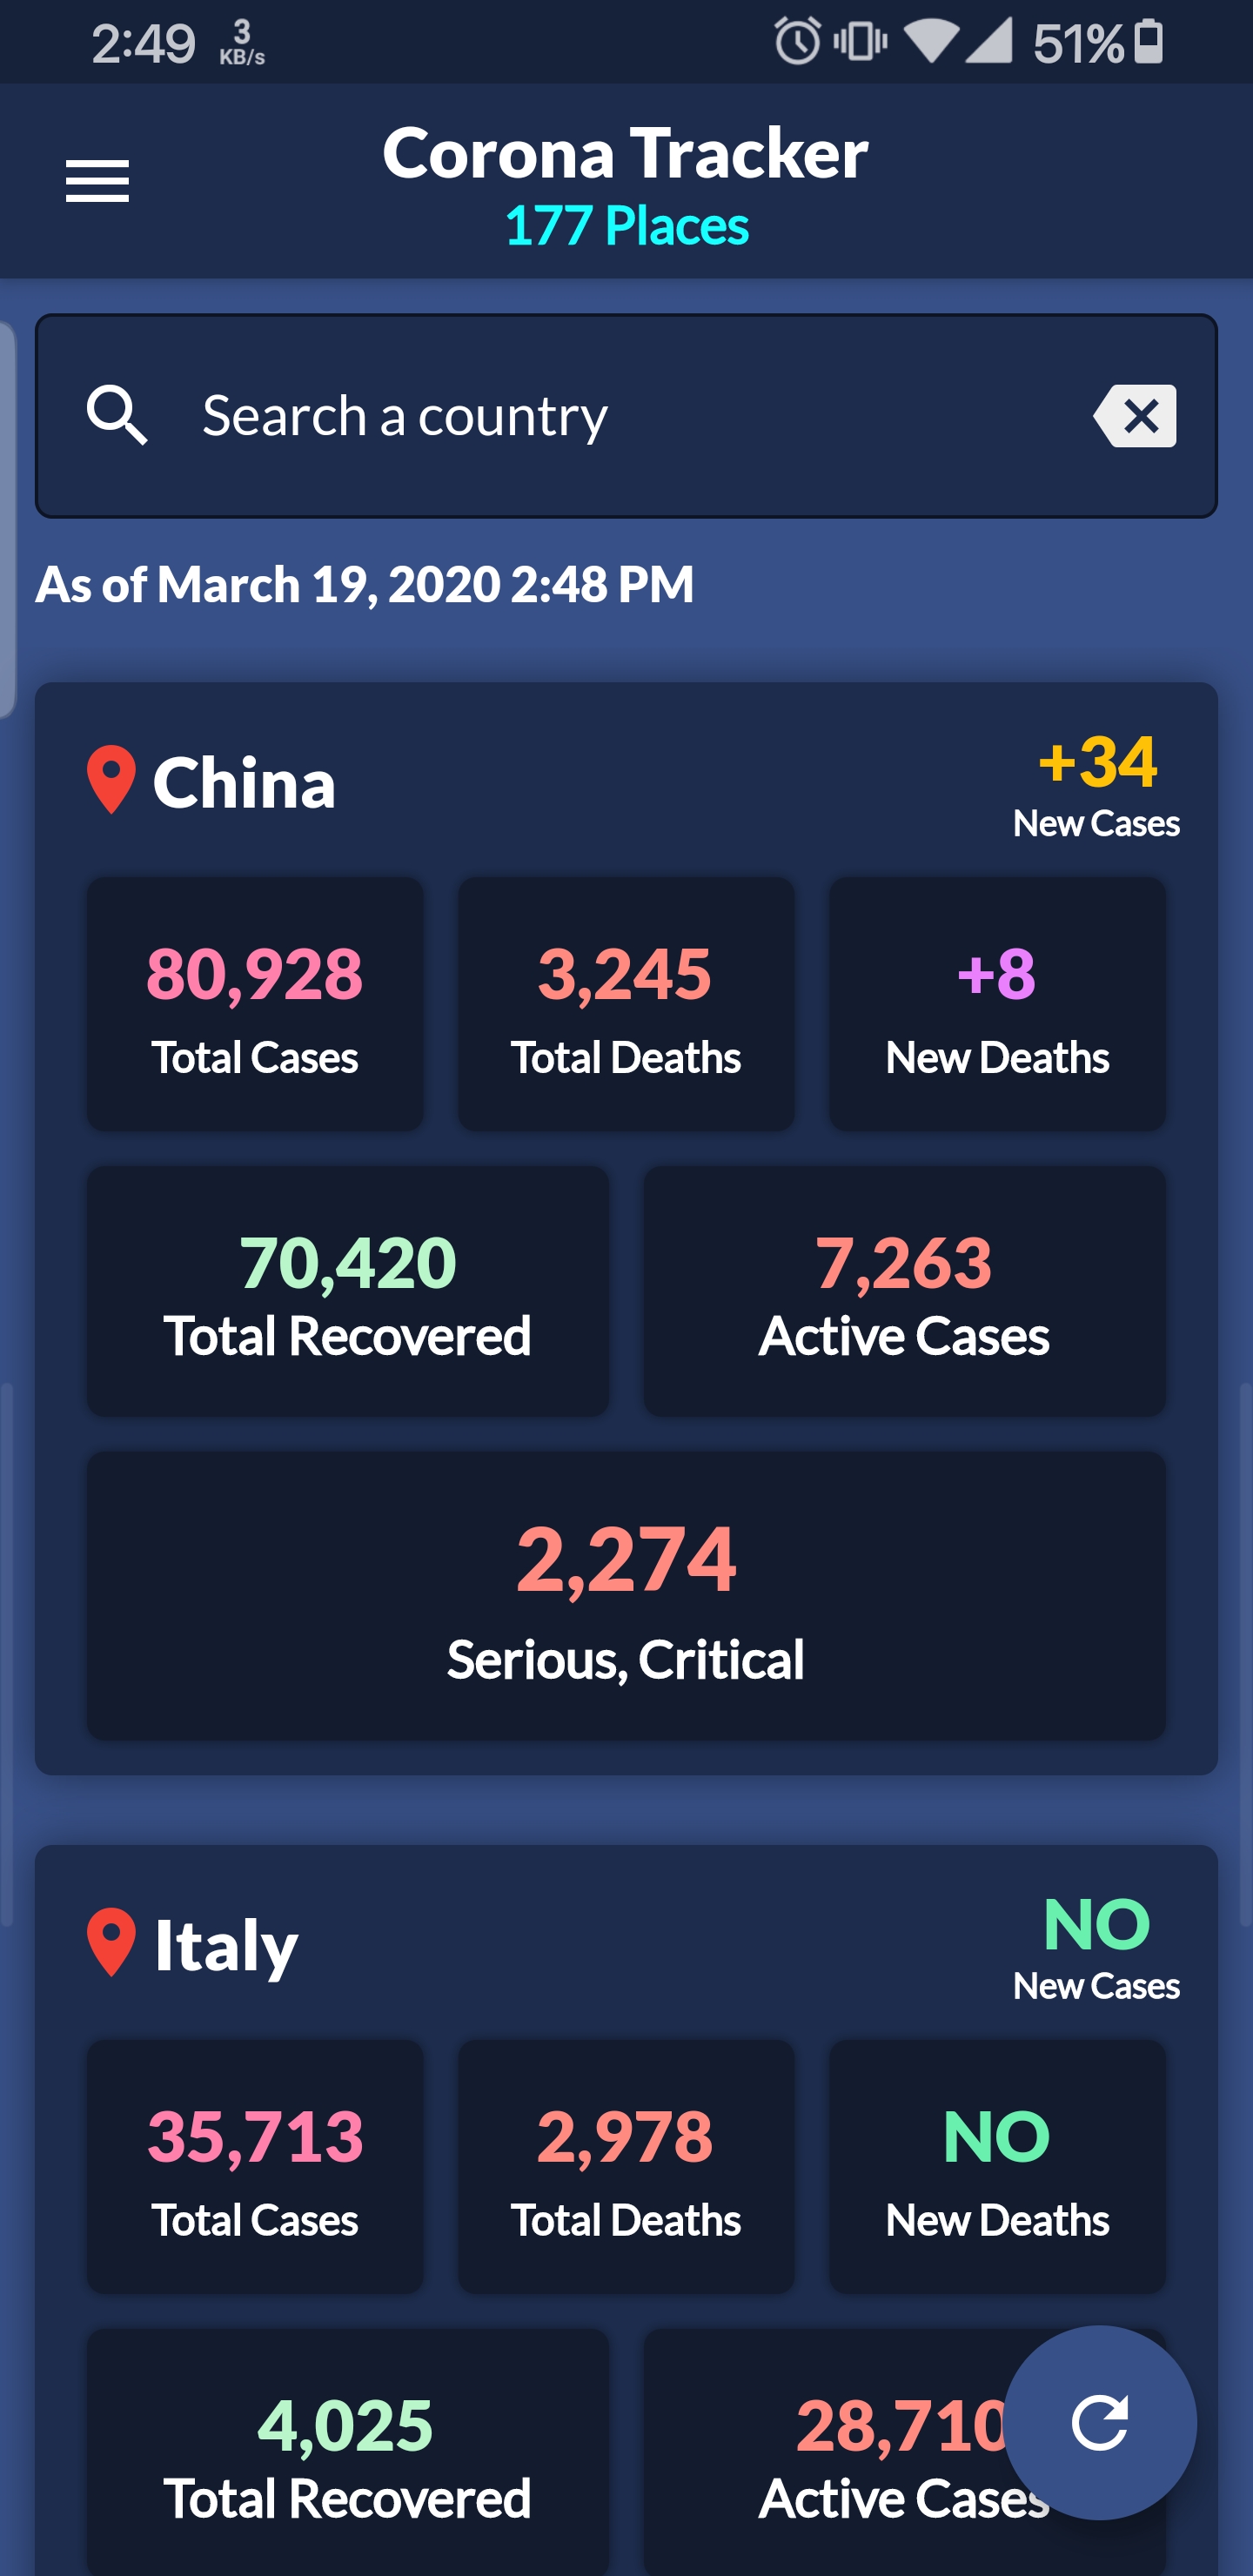 2:49 3 KB/s 51%
Corona Tracker
177 Places
Search a country
As of March 19, 2020 2:48 PM
China
+34
New Cases
80,928 3,245 +8
Total Cases Total Deaths New Deaths
70,420 7,263
Total Recovered Active Cases
2,274
Serious, Critical
Italy
NO
New Cases
35,713 2,978 NO
Total Cases Total Deaths New Deaths
4,025 28,710
Total Recovered Active Cases